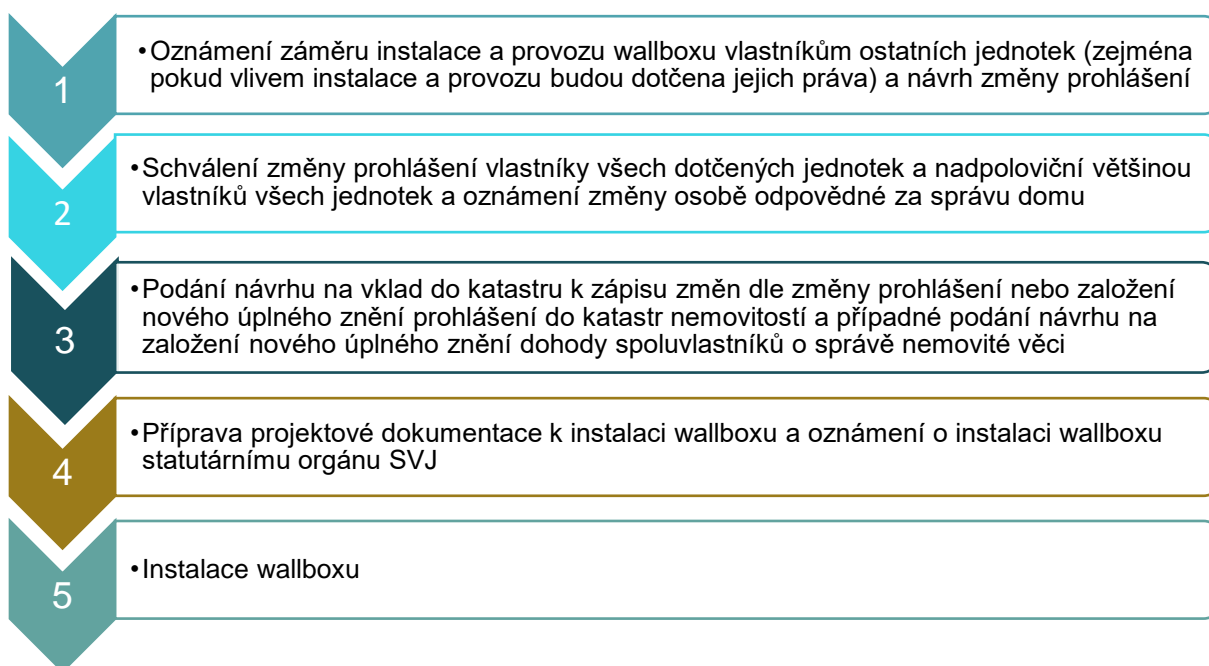 1
•Oznámení záměru instalace a provozu wallboxu vlastníkům ostatních jednotek (zejména
pokud vlivem instalace a provozu budou dotčena jejich práva) a návrh změny prohlášení
2
•Schválení změny prohlášení vlastníky všech dotčených jednotek a nadpoloviční většinou
vlastníků všech jednotek a oznámení změny osobě odpovědné za správu domu
3
•Podání návrhu na vklad do katastru k zápisu změn dle změny prohlášení nebo založení
nového úplného znění prohlášení do katastr nemovitostí a případné podání návrhu na
založení nového úplného znění dohody spoluvlastníků o správě nemovité věci
4
•Příprava projektové dokumentace k instalaci wallboxu a oznámení o instalaci wallboxu
statutárnímu orgánu SVJ
5
•Instalace wallboxu